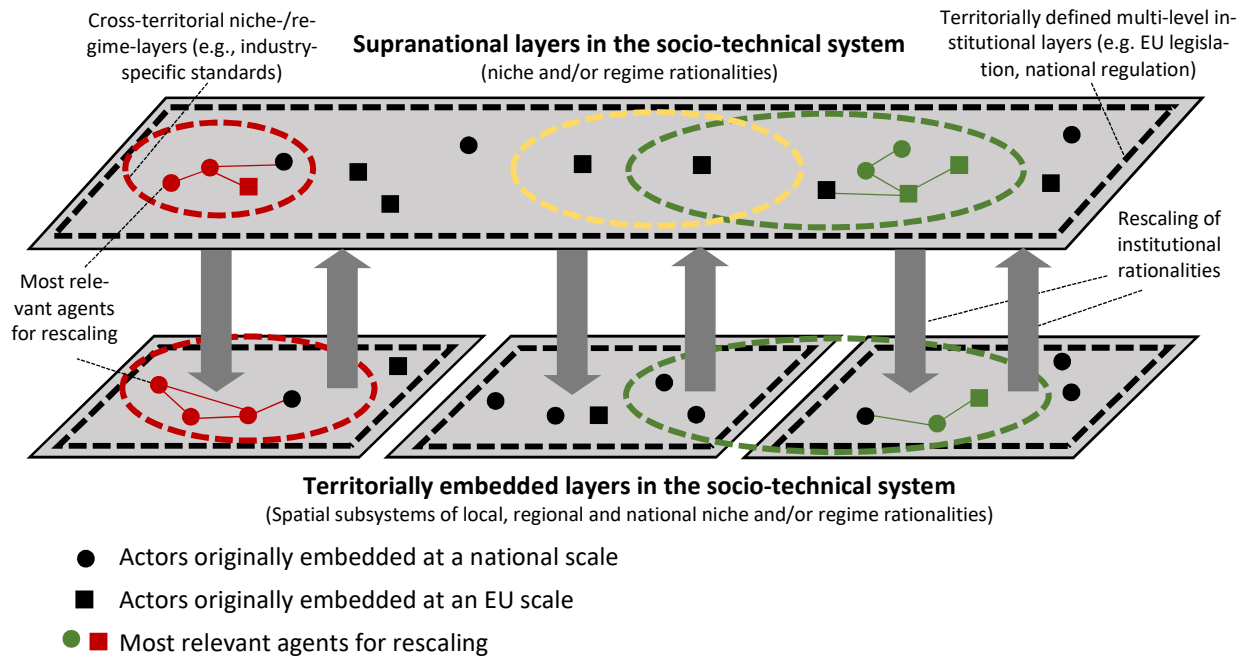 Cross-territorial niche-/re-
gime-layers (e.g., industry-
specific standards)
Supranational layers in the socio-technical system
(niche and/or regime rationalities)
Territorially defined multi-level in-
stitutional layers (e.g. EU legisla-
tion, national regulation)
Most rele-
vant agents
for rescaling
Rescaling of
institutional
rationalities
Territorially embedded layers in the socio-technical system
(Spatial subsystems of local, regional and national niche and/or regime rationalities)
Actors originally embedded at a national scale
Actors originally embedded at an EU scale
Most relevant agents for rescaling